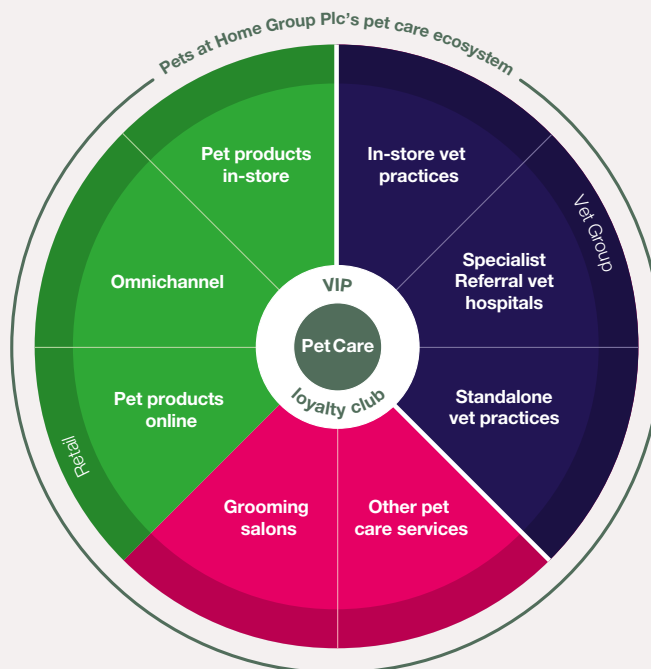 Pets at Home Group Plc's pet care ecosystem
Pet products
in-store
In-store vet
practices
Omnichannel
Specialist
Referral vet
hospitals
Vet Group
VIP
Pet Care
loyalty club
Pet products
online
Standalone
vet practices
Retail
Grooming
salons
Other pet
care services